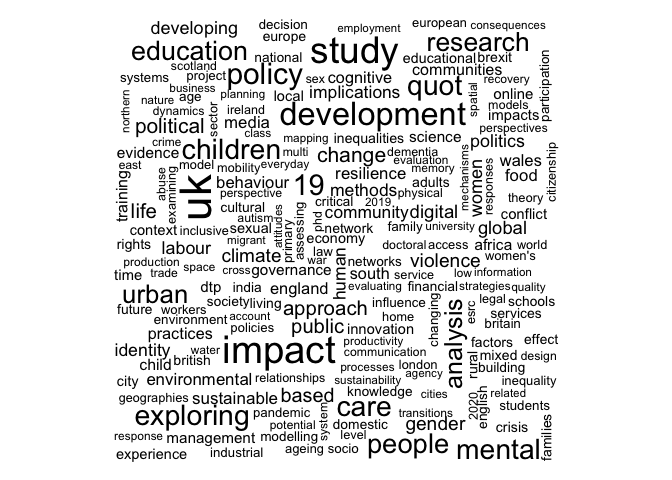 developing decision employment european consequences
europe
education study research
scotland national educational brexit
systems project policy sex cognitive communities recovery
business planning local implications quot online participation
northern nature age sector ireland development spatial models
dynamics media impacts
political class mapping inequalities science perspectives
crime politics
evidence children multi change dementia
east model mobility everyday evaluation mechanisms women responses wales citizenship
training abuse examining uk behaviour 19 resilience memory food
perspective methods physical adults theory
life cultural critical 2019 conflict
autism attitudes phd community digital
context inclusive sexual primary assessing network family university global
rights migrant economy
labour climate law doctoral access africa world
production space war human networks violence women's
time trade cross governance south service low information
dtp india england evaluating financial strategies quality
urban society living approach influence changing analysis esrc legal schools
future workers home services
environment account public innovation britain
practices policies
impact productivity factors effect
identity water communication rural mixed design
child british processes london building
city environmental relationships sustainability agency inequality
geographies sustainable based knowledge cities 2020 english related
exploring pandemic care transitions students
potential system domestic gender crisis families
response management modelling level people mental
experience industrial ageing socio